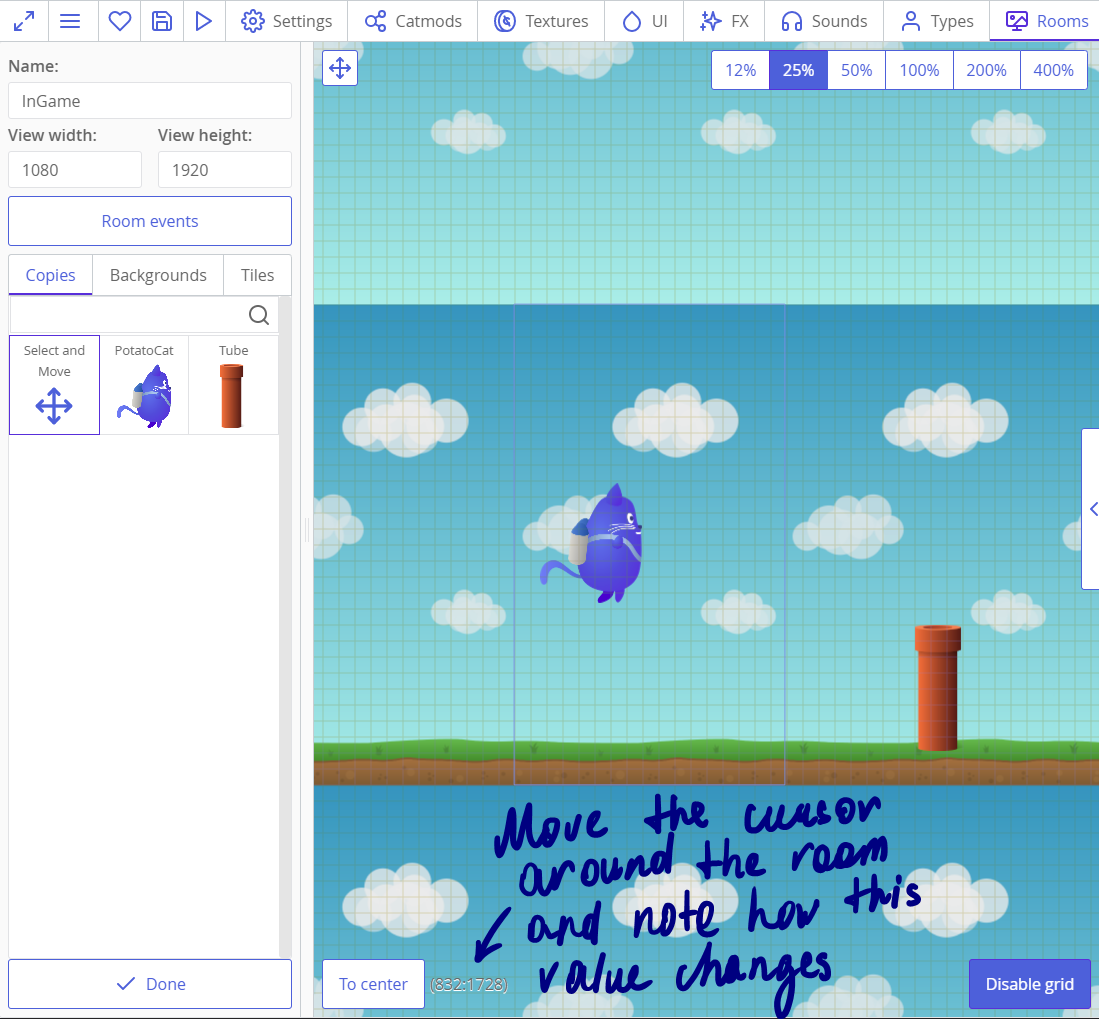 Settings
Catmods
Textures
UI
FX
Sounds
Types
Rooms
Name:
InGame
View width:
View height:
1080
1920
Room events
Copies
Backgrounds
Tiles
Select and
Move
PotatoCat
Tube
12%
25%
50%
100%
200%
400%
Move the cursor
around the room
and note how this
value changes
Done
To center
(832:1728)
Disable grid